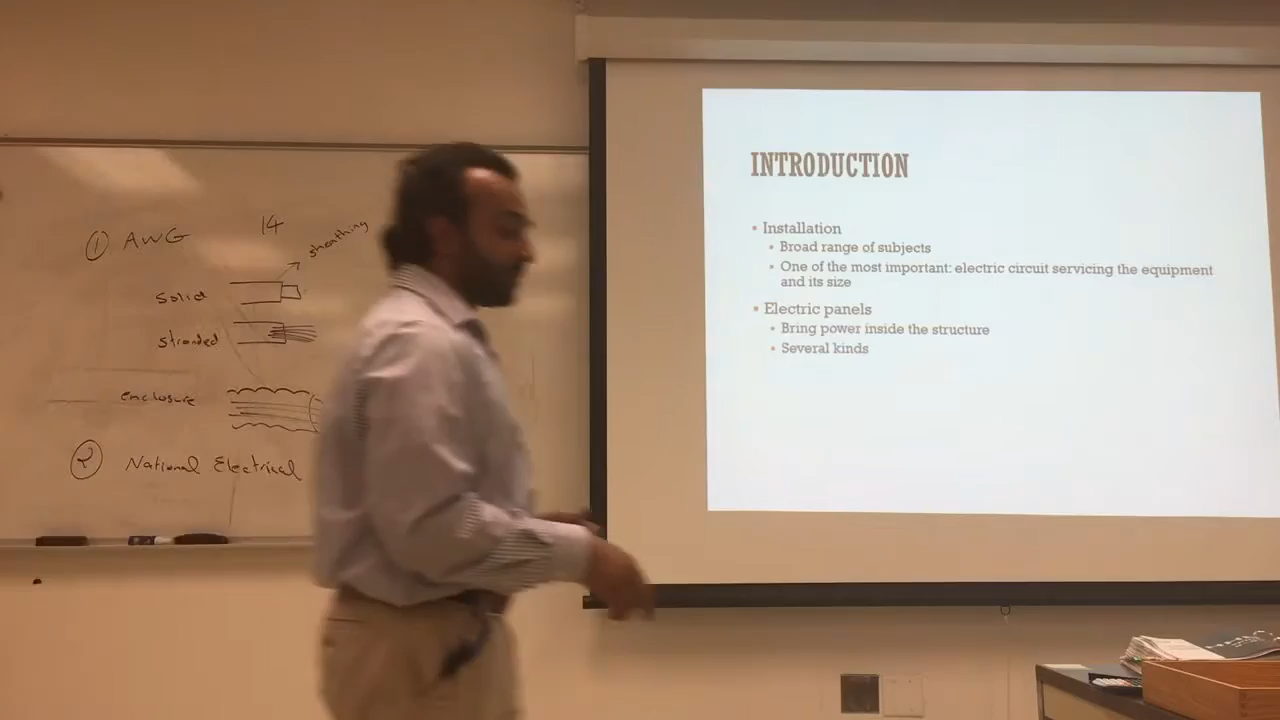 ① AWG 14
sheathing
solid
stranded
enclosure
② National Electrical
INTRODUCTION
• Installation
• Broad range of subjects
• One of the most important: electric circuit servicing the equipment
and its size
• Electric panels
• Bring power inside the structure
• Several kinds